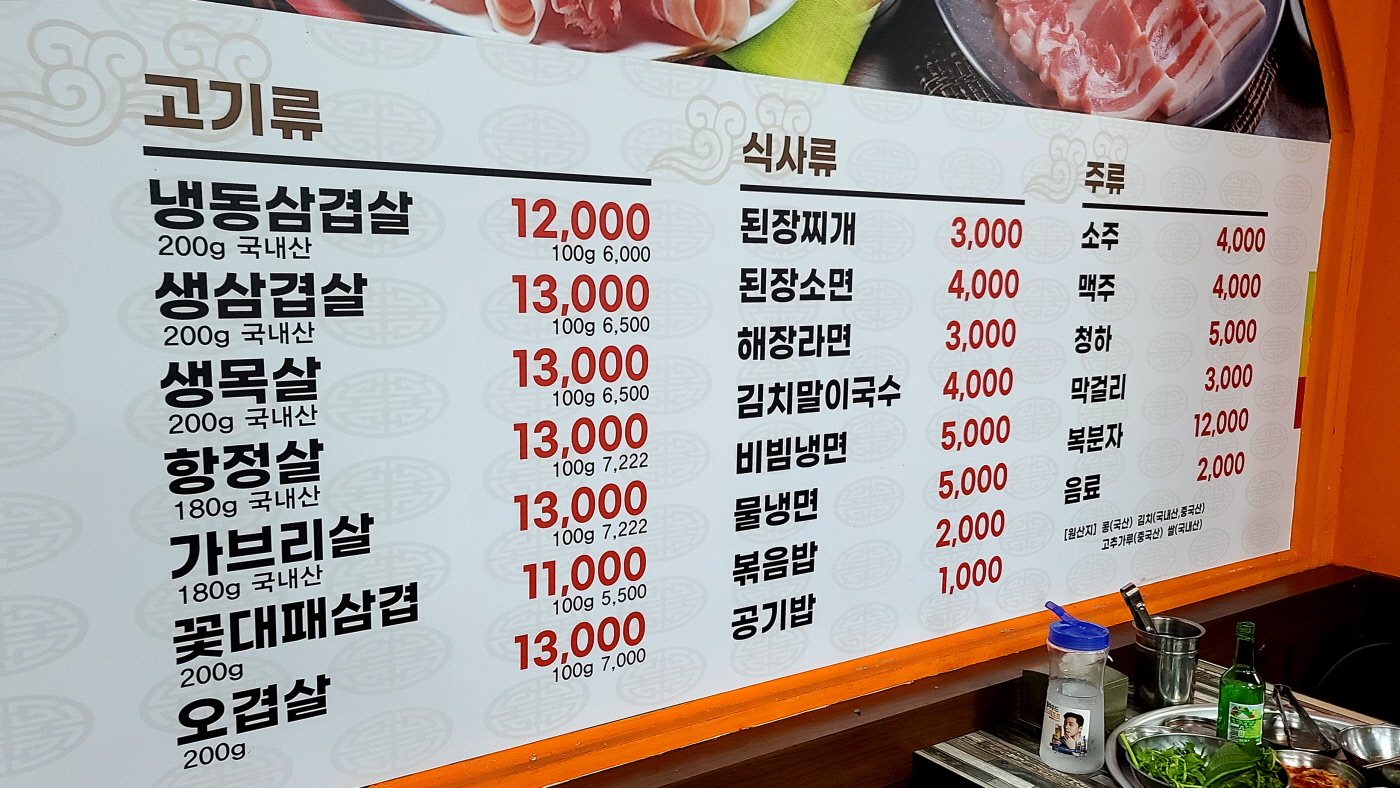 고기류
냉동삼겹살 12,000
200g 국내산 100g 6,000
생삼겹살 13,000
200g 국내산 100g 6,500
생목살 13,000
200g 국내산 100g 6,500
항정살 13,000
180g 국내산 100g 7,222
가브리살 13,000
180g 국내산 100g 7,222
꽃대패삼겹 11,000
200g 100g 5,500
오겹살 13,000
200g 100g 7,000
식사류
된장찌개 3,000
된장소면 4,000
해장라면 3,000
김치말이국수 4,000
비빔냉면 5,000
물냉면 5,000
볶음밥 2,000
공기밥 1,000
주류
소주 4,000
맥주 4,000
청하 5,000
막걸리 3,000
복분자 12,000
음료 2,000
[원산지] 콩(국산) 김치(국내산,중국산)
고추가루(중국산) 쌀(국내산)